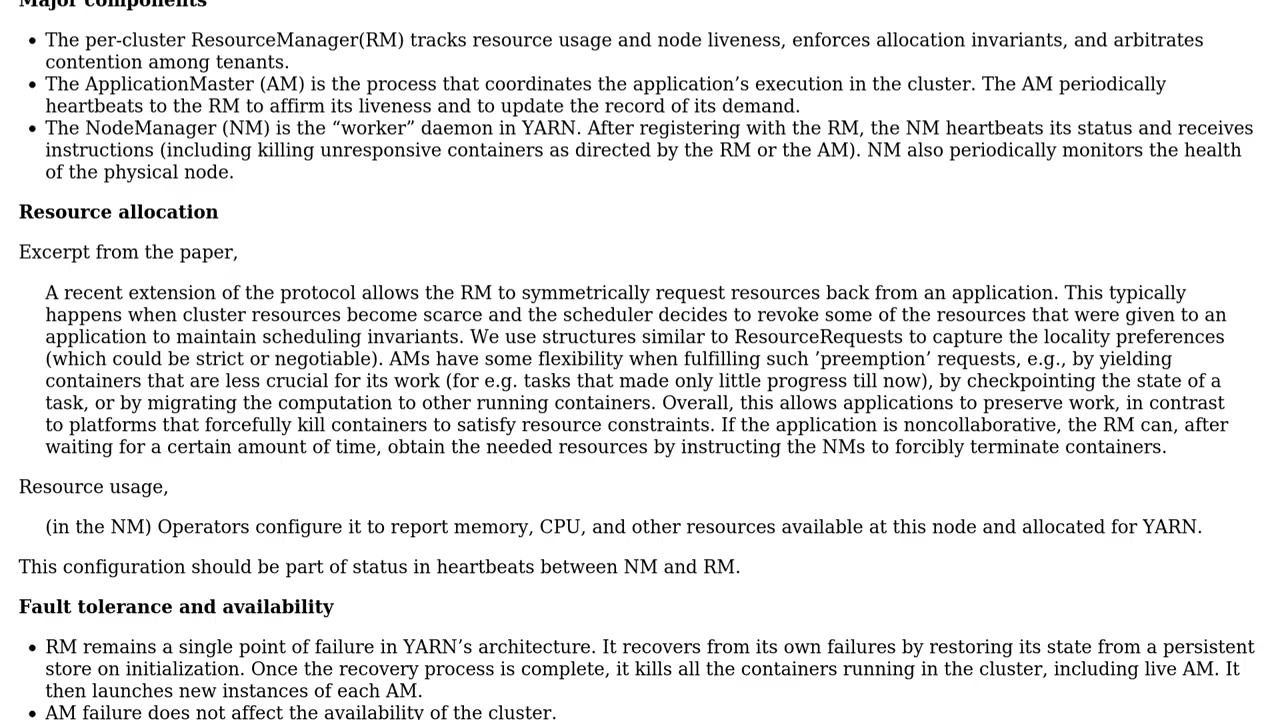 Major components
• The per-cluster ResourceManager(RM) tracks resource usage and node liveness, enforces allocation invariants, and arbitrates
contention among tenants.
• The ApplicationMaster (AM) is the process that coordinates the application’s execution in the cluster. The AM periodically
heartbeats to the RM to affirm its liveness and to update the record of its demand.
• The NodeManager (NM) is the “worker” daemon in YARN. After registering with the RM, the NM heartbeats its status and receives
instructions (including killing unresponsive containers as directed by the RM or the AM). NM also periodically monitors the health
of the physical node.
Resource allocation
Excerpt from the paper,
A recent extension of the protocol allows the RM to symmetrically request resources back from an application. This typically
happens when cluster resources become scarce and the scheduler decides to revoke some of the resources that were given to an
application to maintain scheduling invariants. We use structures similar to ResourceRequests to capture the locality preferences
(which could be strict or negotiable). AMs have some flexibility when fulfilling such ’preemption’ requests, e.g., by yielding
containers that are less crucial for its work (for e.g. tasks that made only little progress till now), by checkpointing the state of a
task, or by migrating the computation to other running containers. Overall, this allows applications to preserve work, in contrast
to platforms that forcefully kill containers to satisfy resource constraints. If the application is noncollaborative, the RM can, after
waiting for a certain amount of time, obtain the needed resources by instructing the NMs to forcibly terminate containers.
Resource usage,
(in the NM) Operators configure it to report memory, CPU, and other resources available at this node and allocated for YARN.
This configuration should be part of status in heartbeats between NM and RM.
Fault tolerance and availability
• RM remains a single point of failure in YARN’s architecture. It recovers from its own failures by restoring its state from a persistent
store on initialization. Once the recovery process is complete, it kills all the containers running in the cluster, including live AM. It
then launches new instances of each AM.
• AM failure does not affect the availability of the cluster.